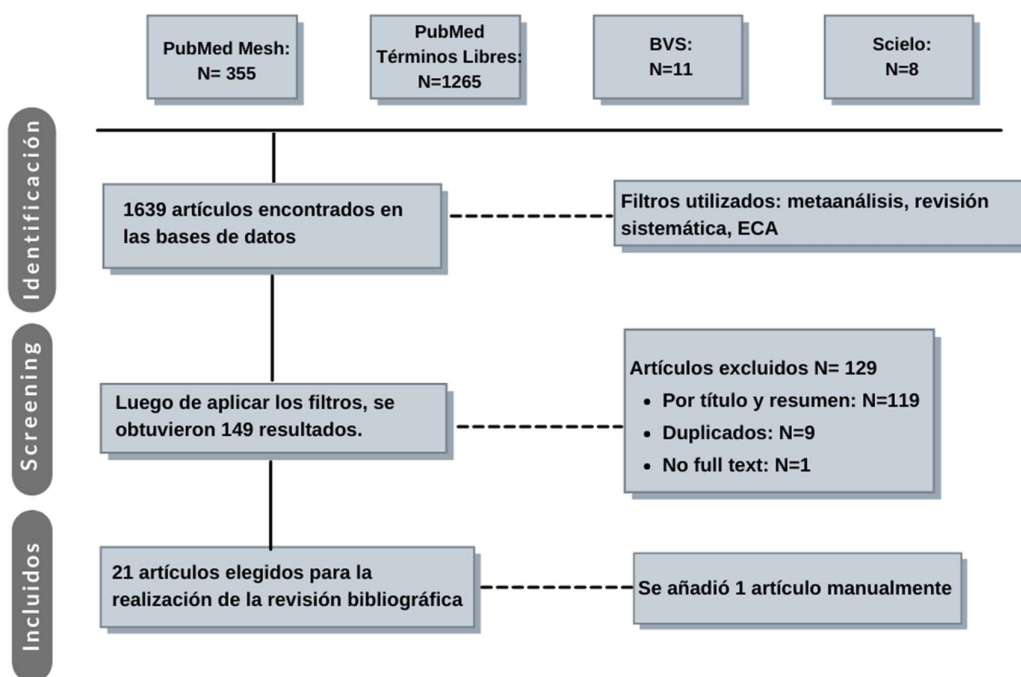 PubMed Mesh:
N= 355
PubMed
Términos Libres:
N=1265
BVS:
N=11
Scielo:
N=8
Identificación
1639 artículos encontrados en
las bases de datos
Filtros utilizados: metaanálisis, revisión
sistemática, ECA
Screening
Luego de aplicar los filtros, se
obtuvieron 149 resultados.
Artículos excluidos N= 129
• Por título y resumen: N=119
• Duplicados: N=9
• No full text: N=1
Incluidos
21 artículos elegidos para la
realización de la revisión bibliográfica
Se añadió 1 artículo manualmente